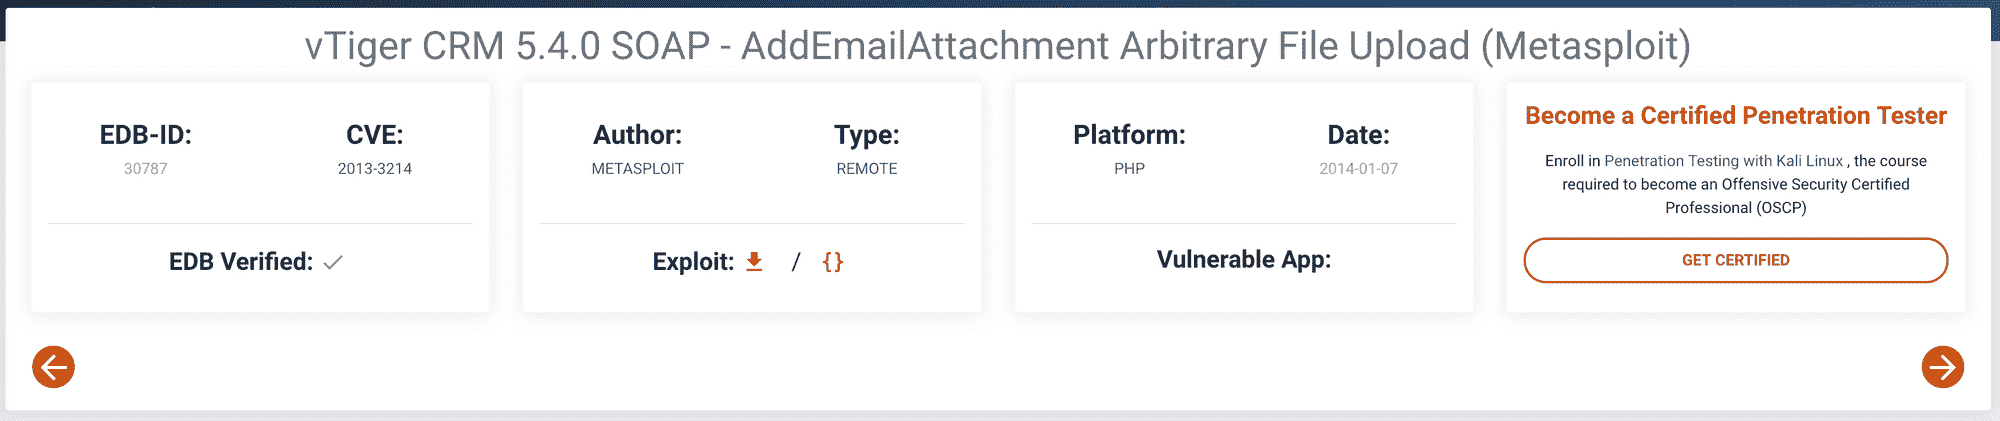 vTiger CRM 5.4.0 SOAP - AddEmailAttachment Arbitrary File Upload (Metasploit)
EDB-ID:
30787
CVE:
2013-3214
EDB Verified:
Author:
METASPLOIT
Type:
REMOTE
Exploit: / {}
Platform:
PHP
Date:
2014-01-07
Vulnerable App:
Become a Certified Penetration Tester
Enroll in Penetration Testing with Kali Linux , the course
required to become an Offensive Security Certified
Professional (OSCP)
GET CERTIFIED